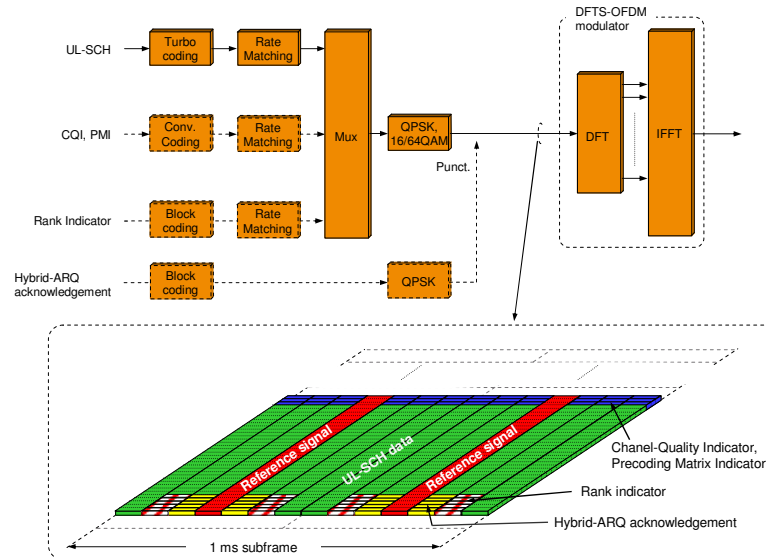 DFTS-OFDM
modulator
UL-SCH
Turbo
coding
Rate
Matching
CQI, PMI
Conv.
Coding
Rate
Matching
Mux
QPSK,
16/64QAM
DFT
IFFT
Punct.
Rank Indicator
Block
coding
Rate
Matching
Hybrid-ARQ
acknowledgement
Block
coding
QPSK
Reference signal
UL-SCH data
Reference signal
Chanel-Quality Indicator,
Precoding Matrix Indicator
Rank indicator
Hybrid-ARQ acknowledgement
1 ms subframe